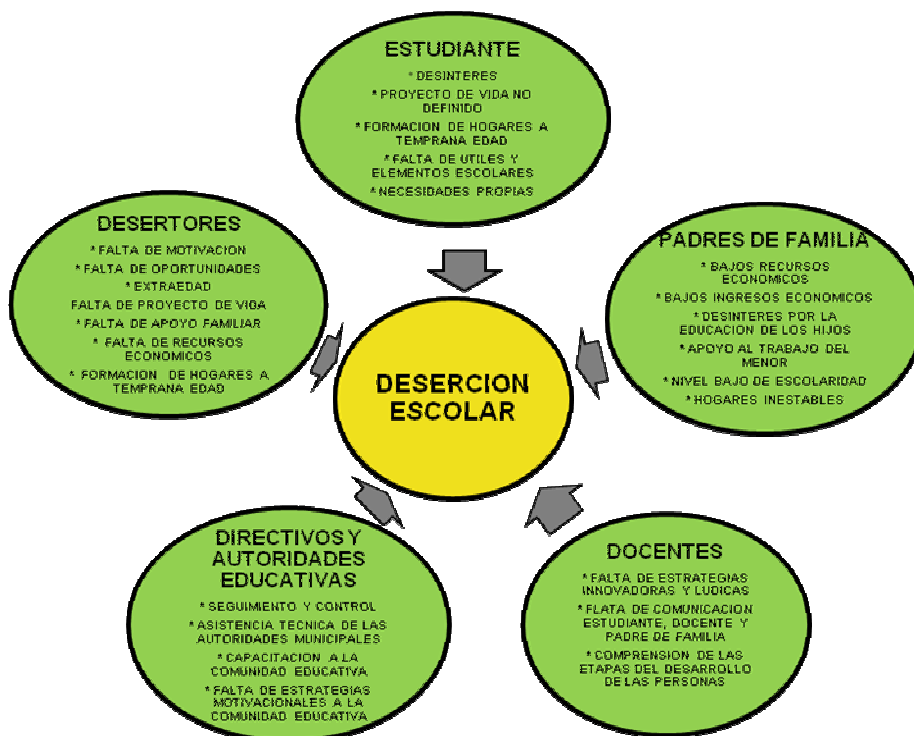 ESTUDIANTE
* DESINTERES
* PROYECTO DE VIDA NO
DEFINIDO
* FORMACION DE HOGARES A
TEMPRANA EDAD
* FALTA DE UTILES Y
ELEMENTOS ESCOLARES
* NECESIDADES PROPIAS
DESERTORES
* FALTA DE MOTIVACION
* FALTA DE OPORTUNIDADES
* EXTRAEDAD
FALTA DE PROYECTO DE VIDA
* FALTA DE APOYO FAMILIAR
* FALTA DE RECURSOS
ECONOMICOS
* FORMACION DE HOGARES A
TEMPRANA EDAD
PADRES DE FAMILIA
* BAJOS RECURSOS
ECONOMICOS
* BAJOS INGRESOS ECONOMICOS
* DESINTERES POR LA
EDUCACION DE LOS HIJOS
* APOYO AL TRABAJO DEL
MENOR
* NIVEL BAJO DE ESCOLARIDAD
* HOGARES INESTABLES
DESERCION
ESCOLAR
DIRECTIVOS Y
AUTORIDADES
EDUCATIVAS
* SEGUIMIENTO Y CONTROL
* ASISTENCIA TECNICA DE LAS
AUTORIDADES MUNICIPALES
* CAPACITACION A LA
COMUNIDAD EDUCATIVA
* FALTA DE ESTRATEGIAS
MOTIVACIONALES A LA
COMUNIDAD EDUCATIVA
DOCENTES
* FALTA DE ESTRATEGIAS
INNOVADORAS Y LUDICAS
* FLATA DE COMUNICACION
ESTUDIANTE, DOCENTE Y
PADRE DE FAMILIA
* COMPRENSION DE LAS
ETAPAS DEL DESARROLLO
DE LAS PERSONAS